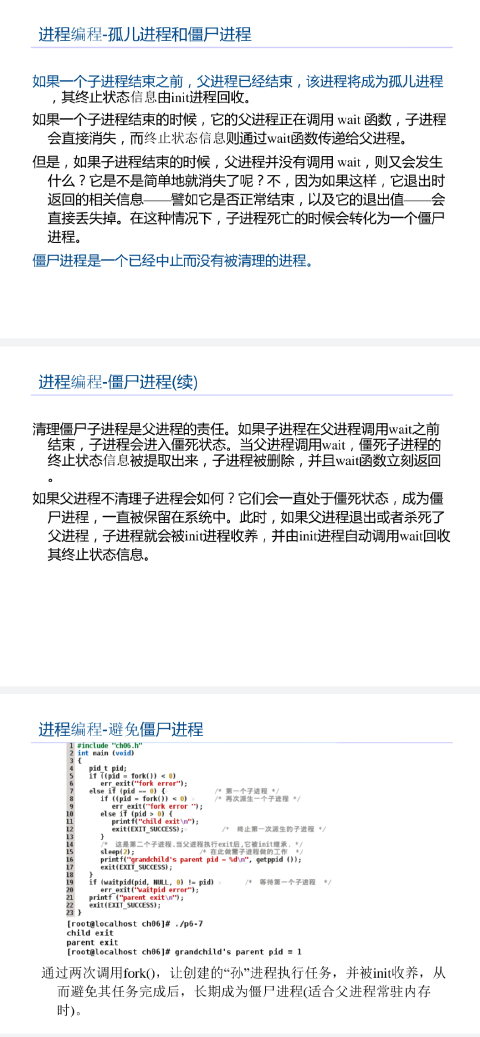 进程编程-孤儿进程和僵尸进程
如果一个子进程结束之前，父进程已经结束，该进程将成为孤儿进程
，其终止状态信息由init进程回收。
如果一个子进程结束的时候，它的父进程正在调用 wait 函数，子进程
会直接消失，而终止状态信息则通过wait函数传递给父进程。
但是，如果子进程结束的时候，父进程并没有调用 wait，则又会发生
什么？它是不是简单地就消失了呢？不，因为如果这样，它退出时
返回的相关信息——譬如它是否正常结束，以及它的退出值——会
直接丢失掉。在这种情况下，子进程死亡的时候会转化为一个僵尸
进程。
僵尸进程是一个已经中止而没有被清理的进程。
进程编程-僵尸进程(续)
清理僵尸子进程是父进程的责任。如果子进程在父进程调用wait之前
结束，子进程会进入僵死状态。当父进程调用wait，僵死子进程的
终止状态信息被提取出来，子进程被删除，并且wait函数立刻返回
。
如果父进程不清理子进程会如何？它们会一直处于僵死状态，成为僵
尸进程，一直被保留在系统中。此时，如果父进程退出或者杀死了
父进程，子进程就会被init进程收养，并由init进程自动调用wait回收
其终止状态信息。
进程编程-避免僵尸进程
1 #include "ch06.h"
2 int main (void)
3 {
4 pid_t pid;
5 if ((pid = fork()) < 0)
6 err_exit("fork error");
7 else if (pid == 0) { /* 第一个子进程 */
8 if ((pid = fork()) < 0) /* 再次派生一个子进程 */
9 err_exit("fork error ");
10 else if (pid > 0) {
11 printf("child exit\n");
12 exit(EXIT_SUCCESS); /* 终止第一次派生的子进程 */
13 }
14 /* 这是第二个子进程,当父进程执行exit后,它被init继承. */
15 sleep(2); /* 在此做需子进程做的工作 */
16 printf("grandchild's parent pid = %d\n", getppid ());
17 exit(EXIT_SUCCESS);
18 }
19 if (waitpid(pid, NULL, 0) != pid) /* 等待第一个子进程 */
20 err_exit("waitpid error");
21 printf ("parent exit\n");
22 exit(EXIT_SUCCESS);
23 }
[root@localhost ch06]# ./p6-7
child exit
parent exit
[root@localhost ch06]# grandchild's parent pid = 1
通过两次调用fork()，让创建的“孙”进程执行任务，并被init收养，从
而避免其任务完成后，长期成为僵尸进程(适合父进程常驻内存
时)。